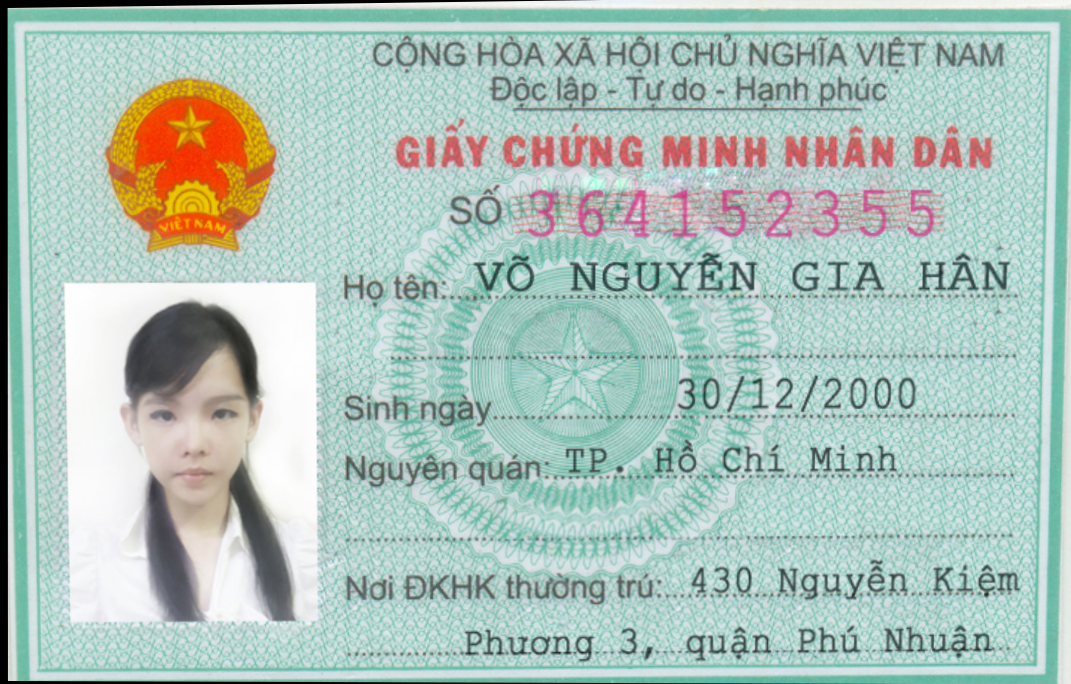 CỘNG HÒA XÃ HỘI CHỦ NGHĨA VIỆT NAM
Độc lập - Tự do - Hạnh phúc
GIẤY CHỨNG MINH NHÂN DÂN
SỐ 364152355
VIỆT NAM
Họ tên: VÕ NGUYỄN GIA HÂN
Sinh ngày 30/12/2000
Nguyên quán: TP. Hồ Chí Minh
Nơi ĐKHK thường trú: 430 Nguyễn Kiệm
Phương 3, quận Phú Nhuận